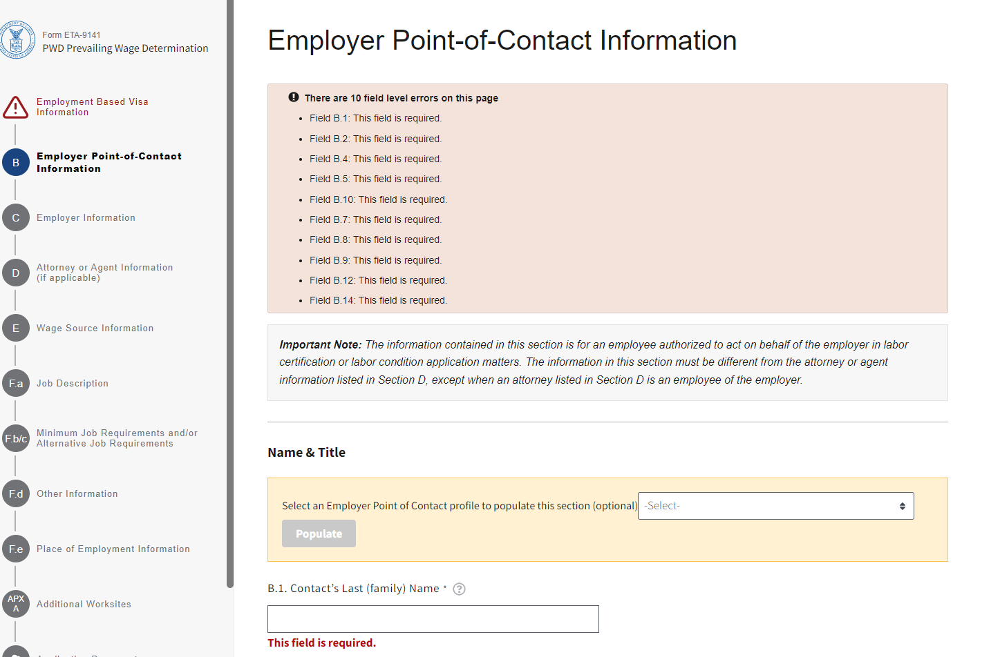 Form ETA-9141
PWD Prevailing Wage Determination
Employment Based Visa
Information
B
Employer Point-of-Contact
Information
C
Employer Information
D
Attorney or Agent Information
(if applicable)
E
Wage Source Information
F.a
Job Description
F.b/c
Minimum Job Requirements and/or
Alternative Job Requirements
F.d
Other Information
F.e
Place of Employment Information
APX
A
Additional Worksites
Employer Point-of-Contact Information
There are 10 field level errors on this page
• Field B.1: This field is required.
• Field B.2: This field is required.
• Field B.4: This field is required.
• Field B.5: This field is required.
• Field B.10: This field is required.
• Field B.7: This field is required.
• Field B.8: This field is required.
• Field B.9: This field is required.
• Field B.12: This field is required.
• Field B.14: This field is required.
Important Note: The information contained in this section is for an employee authorized to act on behalf of the employer in labor
certification or labor condition application matters. The information in this section must be different from the attorney or agent
information listed in Section D, except when an attorney listed in Section D is an employee of the employer.
Name & Title
Select an Employer Point of Contact profile to populate this section (optional) -Select-
Populate
B.1. Contact’s Last (family) Name * ?
This field is required.